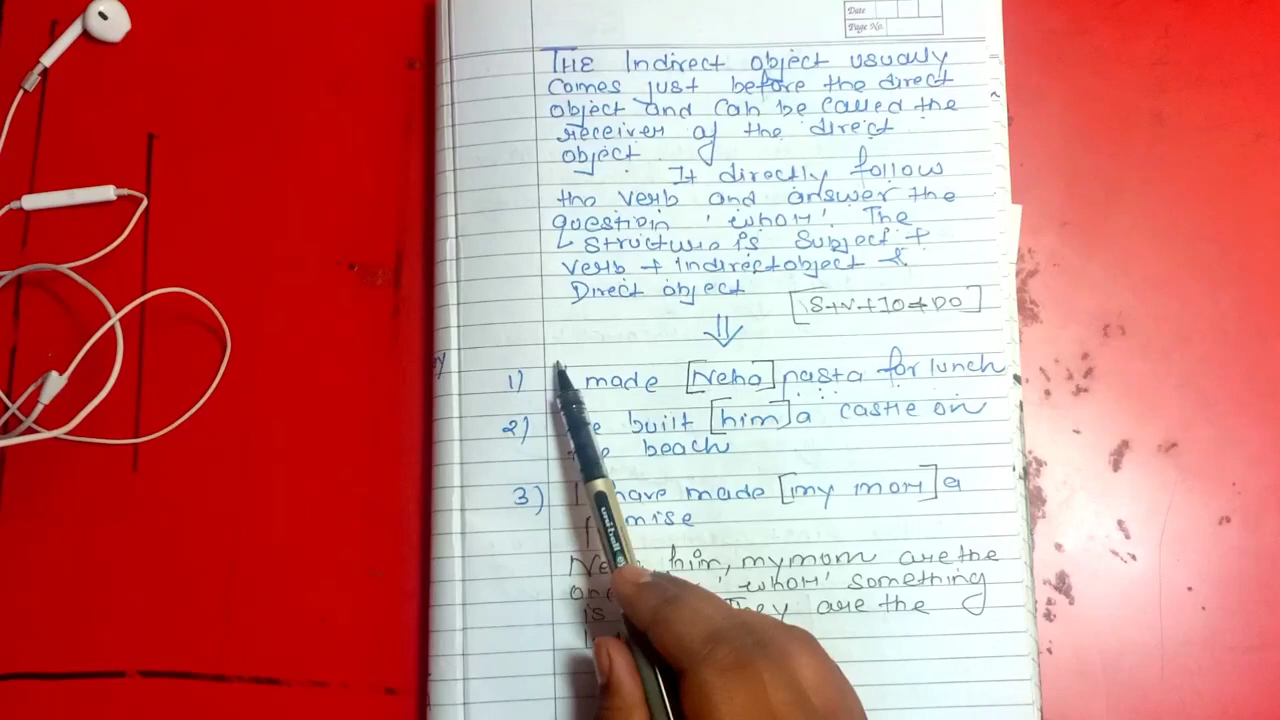 Date
Page No.
THE Indirect object usually
comes just before the direct
object and can be called the
receiver of the direct
object.
It directly follow
the verb and answer the
question 'whom'. The
Structure is Subject +
verb + indirect object +
Direct object
[S+V+IO+DO]
1) made [Neha] pasta for lunch
2) built [him] a castle on
beach
3) I have made [my mom] a
mise
him, my mom are the
'whom' something
is They are the
uniball